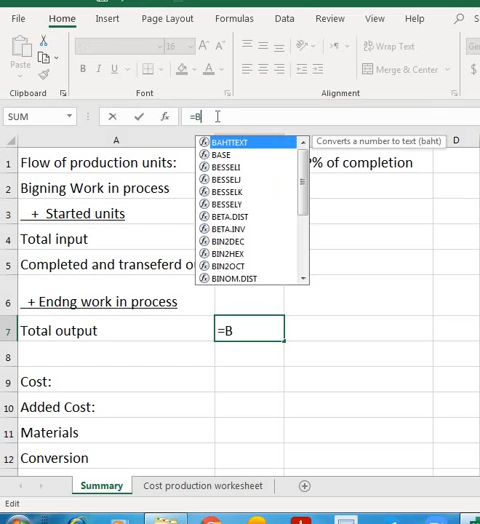 File Home Insert Page Layout Formulas Data Review View
Paste
16
Wrap Text
Merge & Center
Clipboard Font Alignment
SUM fx =B
BAHTTEXT
Converts a number to text (baht)
BASE
BESSELI
BESSELJ
BESSELK
BESSELY
BETA.DIST
BETA.INV
BIN2DEC
BIN2HEX
BIN2OCT
BINOM.DIST
A D
1 Flow of production units: % of completion
2 Bigning Work in process
3 + Started units
4 Total input
5 Completed and transeferd
6 + Endng work in process
7 Total output =B
8
9 Cost:
10 Added Cost:
11 Materials
12 Conversion
Summary Cost production workesheet
Edit